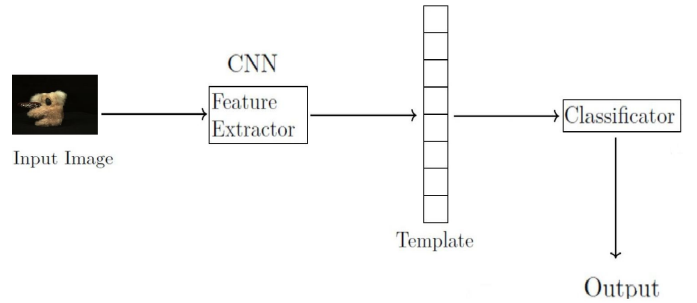 CNN
Feature
Extractor
Input Image
Template
Classificator
Output